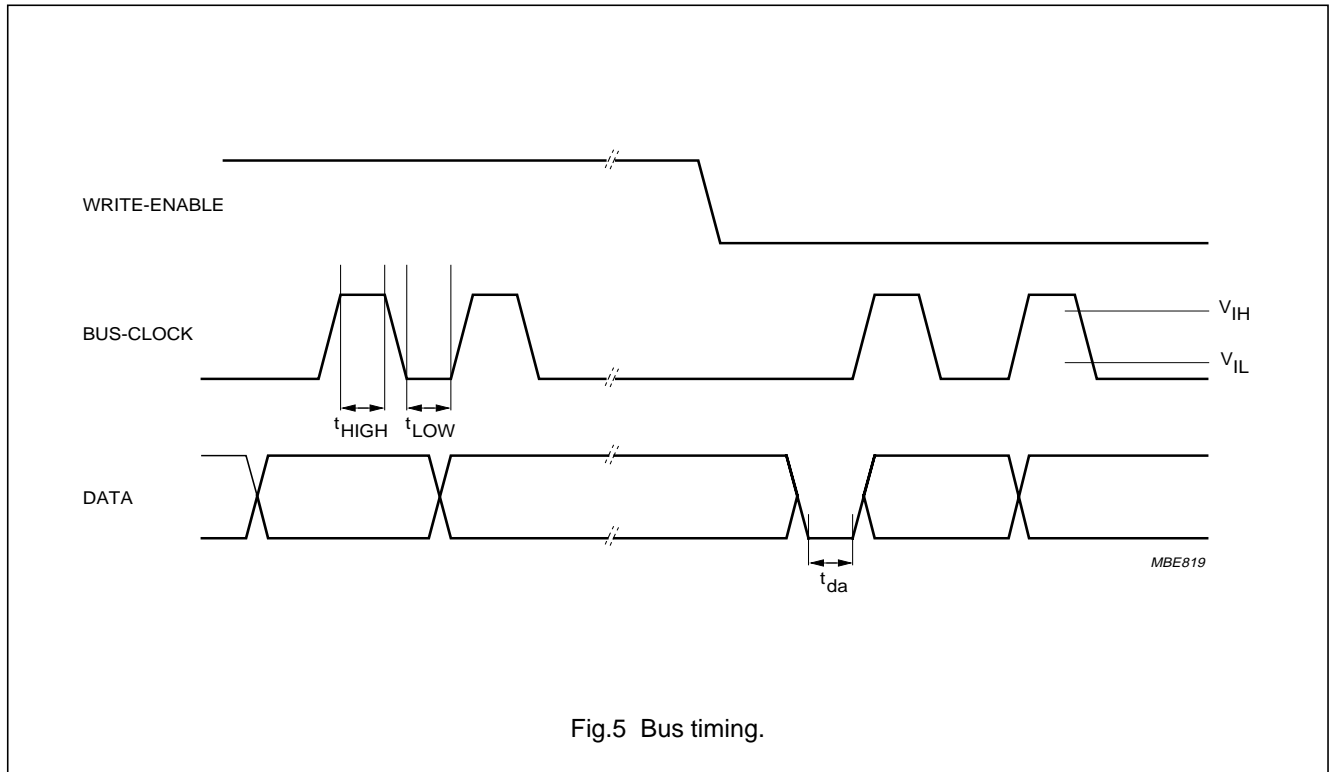 WRITE-ENABLE
BUS-CLOCK
VIH
VIL
tHIGH
tLOW
DATA
tda
MBE819
Fig.5 Bus timing.